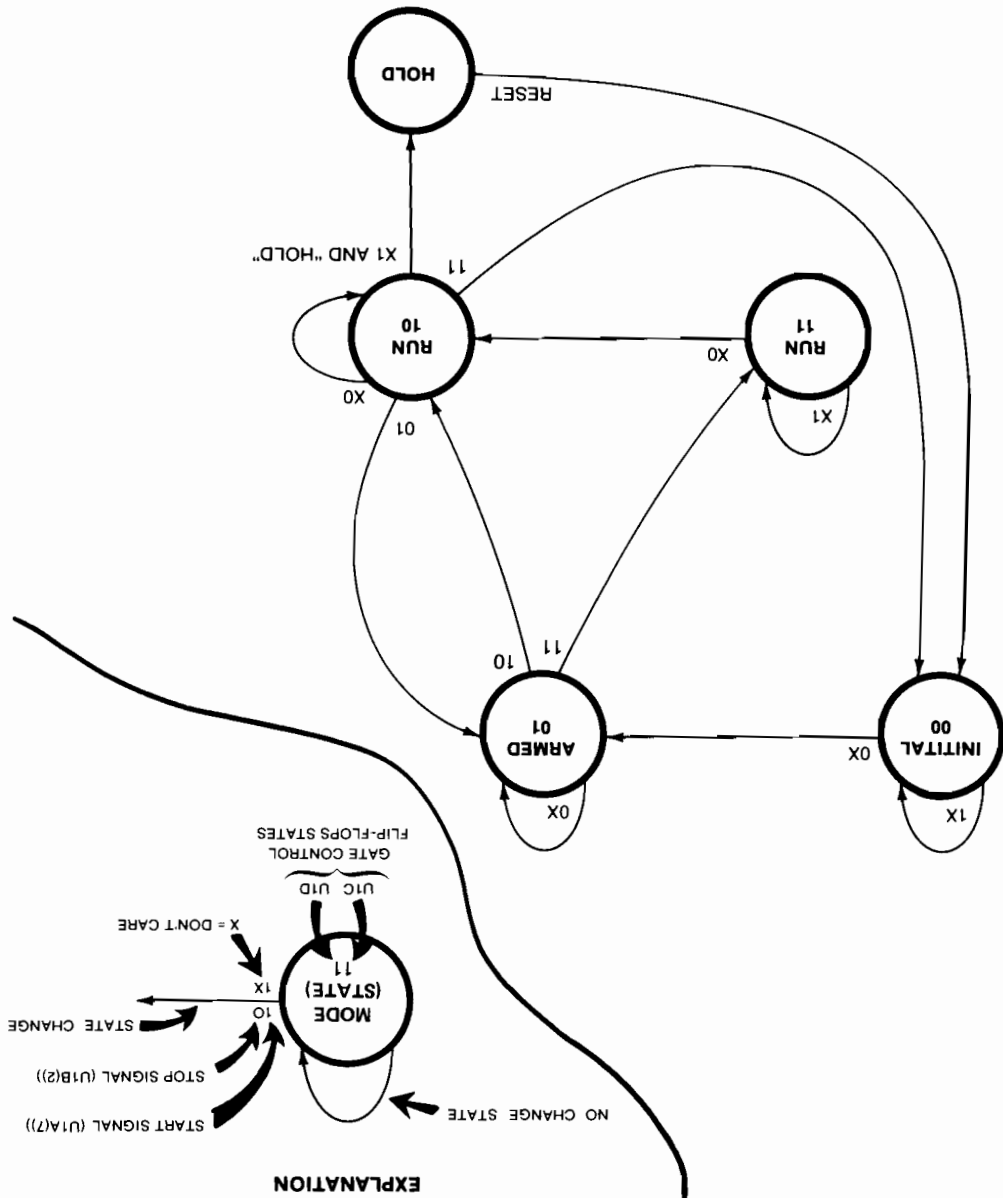 EXPLANATION
NO CHANGE STATE
START SIGNAL (U1A(7))
STOP SIGNAL (U1B(2))
STATE CHANGE
MODE
(STATE)
11
10
1X
X = DON'T CARE
U1C U1D
GATE CONTROL
FLIP-FLOPS STATES
1X
INITITAL
00
0X
0X
ARMED
01
11
10
X1
RUN
11
X0
01
X0
RUN
10
11
X1 AND "HOLD"
RESET
HOLD